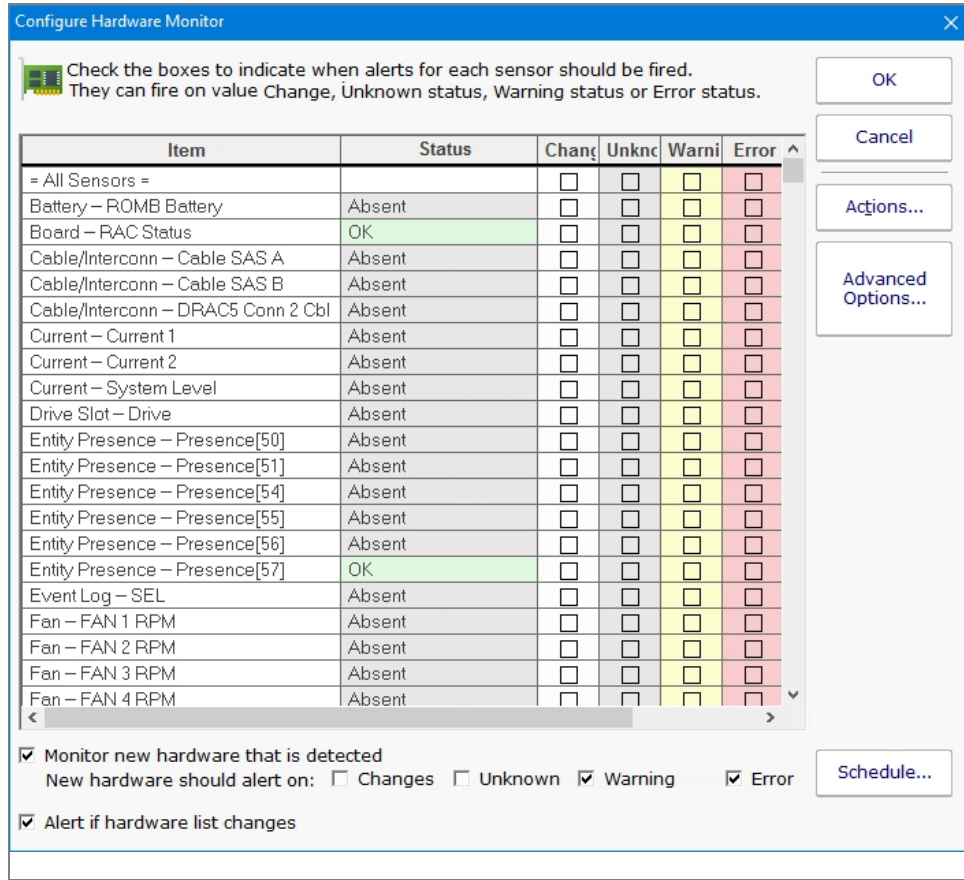 Configure Hardware Monitor
Check the boxes to indicate when alerts for each sensor should be fired.
They can fire on value Change, Unknown status, Warning status or Error status.
OK
Cancel
Actions...
Advanced
Options...
Item Status Chang Unknc Warni Error
= All Sensors =
Battery – ROMB Battery Absent
Board – RAC Status OK
Cable/Interconn – Cable SAS A Absent
Cable/Interconn – Cable SAS B Absent
Cable/Interconn – DRAC5 Conn 2 Cbl Absent
Current – Current 1 Absent
Current – Current 2 Absent
Current – System Level Absent
Drive Slot – Drive Absent
Entity Presence – Presence[50] Absent
Entity Presence – Presence[51] Absent
Entity Presence – Presence[54] Absent
Entity Presence – Presence[55] Absent
Entity Presence – Presence[56] Absent
Entity Presence – Presence[57] OK
Event Log – SEL Absent
Fan – FAN 1 RPM Absent
Fan – FAN 2 RPM Absent
Fan – FAN 3 RPM Absent
Fan – FAN 4 RPM Absent
Monitor new hardware that is detected
New hardware should alert on: Changes Unknown Warning Error
Schedule...
Alert if hardware list changes